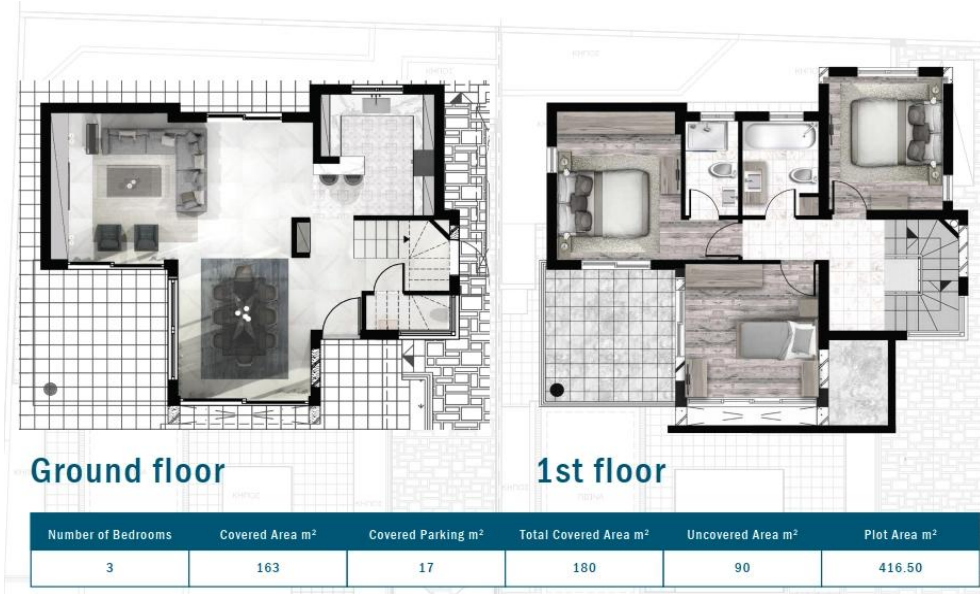 Ground floor
1st floor
Number of Bedrooms Covered Area m² Covered Parking m² Total Covered Area m² Uncovered Area m² Plot Area m²
3 163 17 180 90 416.50